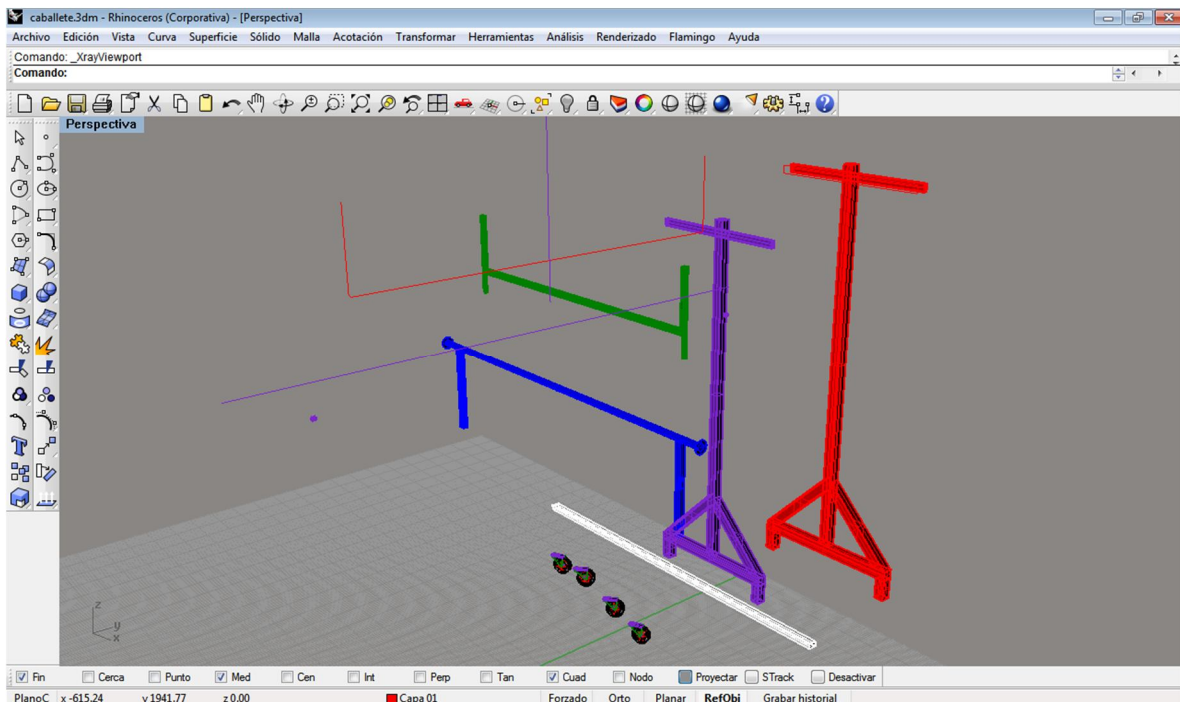 caballete.3dm - Rhinoceros (Corporativa) - [Perspectiva]
Archivo Edición Vista Curva Superficie Sólido Malla Acotación Transformar Herramientas Análisis Renderizado Flamingo Ayuda
Comando: _XrayViewport
Comando:
Perspectiva
z
y
x
Fin Cerca Punto Med Cen Int Perp Tan Cuad Nodo Proyectar STrack Desactivar
PlanoC x -615.24 y 1941.77 z 0.00 Capa 01 Forzado Orto Planar RefObj Grabar historial